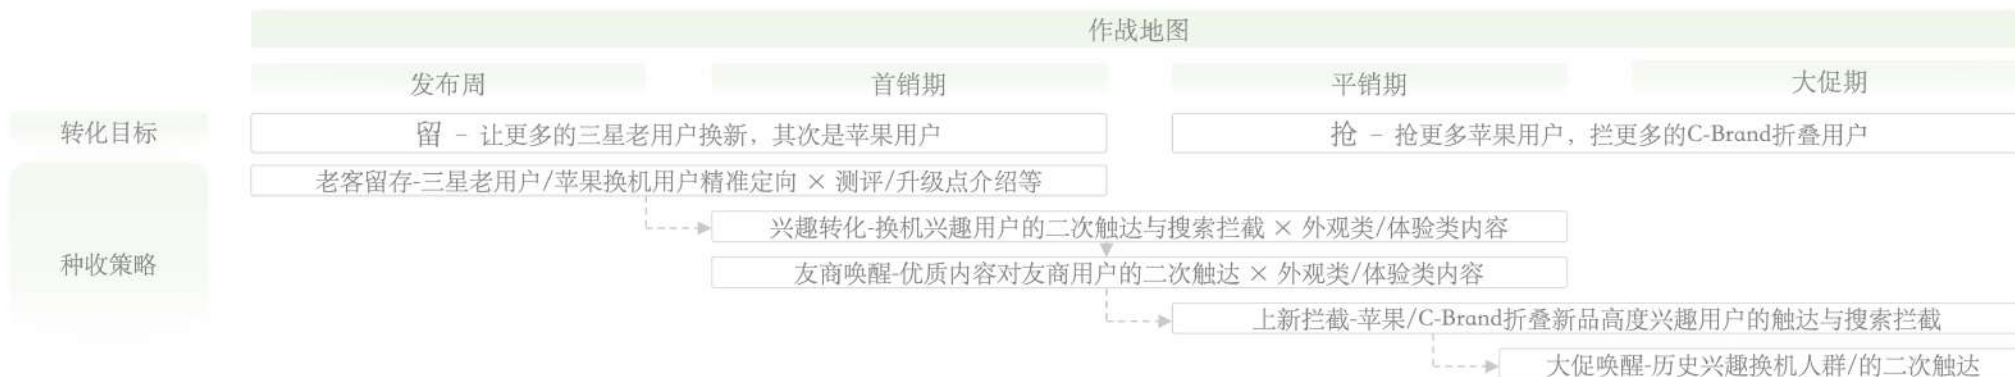 作战地图
发布周
首销期
平销期
大促期
转化目标
留 - 让更多的三星老用户换新，其次是苹果用户
抢 - 抢更多苹果用户，拦更多的C-Brand折叠用户
种收策略
老客留存-三星老用户/苹果换机用户精准定向 × 测评/升级点介绍等
兴趣转化-换机兴趣用户的二次触达与搜索拦截 × 外观类/体验类内容
友商唤醒-优质内容对友商用户的二次触达 × 外观类/体验类内容
上新拦截-苹果/C-Brand折叠新品高度兴趣用户的触达与搜索拦截
大促唤醒-历史兴趣换机人群/的二次触达